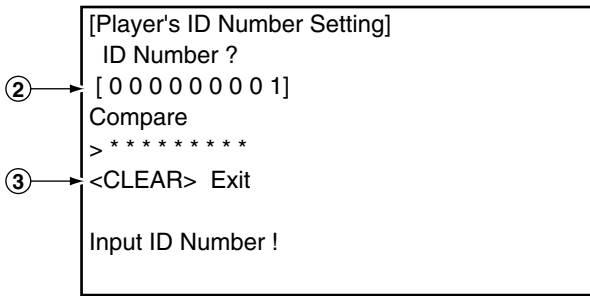 [Player's ID Number Setting]
ID Number ?
② [ 0 0 0 0 0 0 0 0 1]
Compare
> * * * * * * * * *
③ <CLEAR> Exit
Input ID Number !